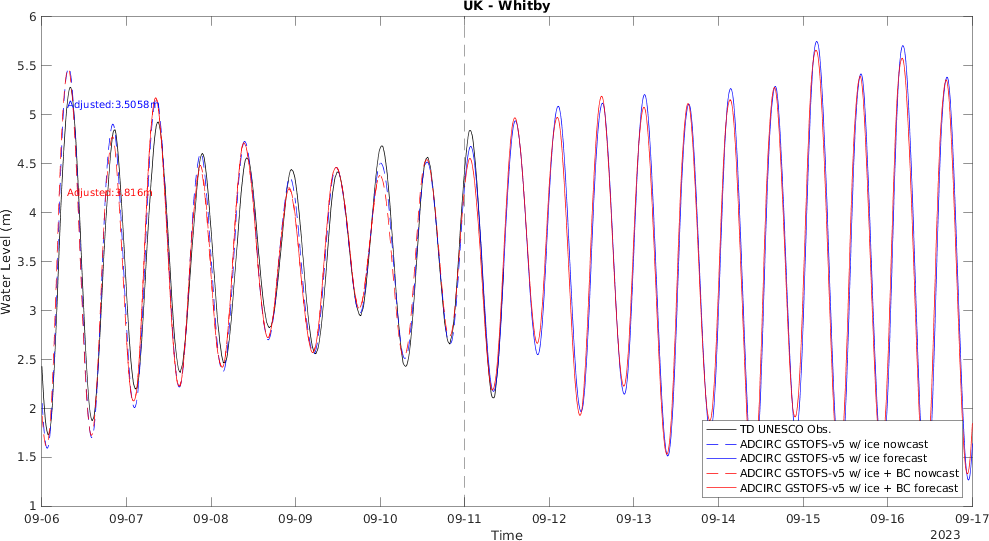 UK - Whitby
Water Level (m)
6
5.5
5
4.5
4
3.5
3
2.5
2
1.5
1
Adjusted:3.5058m
Adjusted:3.816m
TD UNESCO Obs.
ADCIRC GSTOFS-v5 w/ ice nowcast
ADCIRC GSTOFS-v5 w/ ice forecast
ADCIRC GSTOFS-v5 w/ ice + BC nowcast
ADCIRC GSTOFS-v5 w/ ice + BC forecast
09-06 09-07 09-08 09-09 09-10 09-11 09-12 09-13 09-14 09-15 09-16 09-17
Time
2023